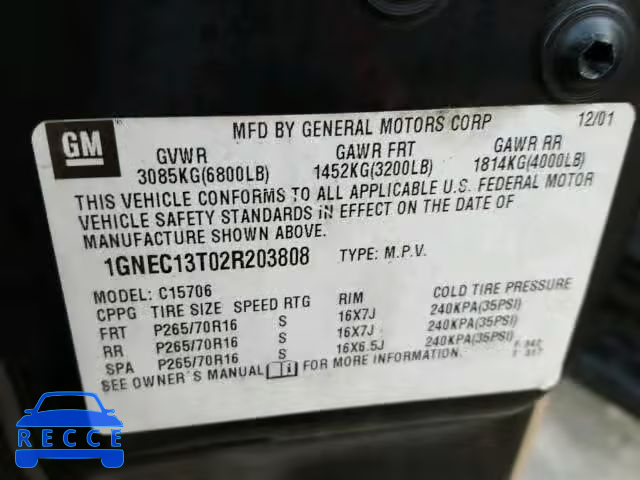 GM
MFD BY GENERAL MOTORS CORP 12/01
GVWR GAWR FRT GAWR RR
3085KG(6800LB) 1452KG(3200LB) 1814KG(4000LB)
THIS VEHICLE CONFORMS TO ALL APPLICABLE U.S. FEDERAL MOTOR
VEHICLE SAFETY STANDARDS IN EFFECT ON THE DATE OF
MANUFACTURE SHOWN ABOVE.
1GNEC13T02R203808 TYPE: M.P.V.
MODEL: C15706
CPPG TIRE SIZE SPEED RTG RIM COLD TIRE PRESSURE
FRT P265/70R16 S 16X7J 240KPA(35PSI)
RR P265/70R16 S 16X7J 240KPA(35PSI)
SPA P265/70R16 S 16X6.5J 240KPA(35PSI)
SEE OWNER'S MANUAL FOR MORE INFORMATION.
RECCE